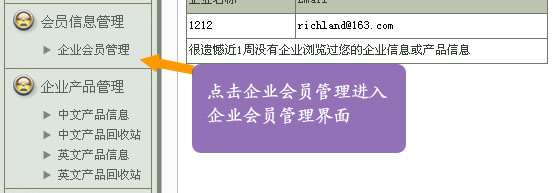 会员信息管理
企业会员管理
企业产品管理
中文产品信息
中文产品回收站
英文产品信息
英文产品回收站
1212 richland@163.com
很遗憾近1周没有企业浏览过您的企业信息或产品信息
点击企业会员管理进入
企业会员管理界面